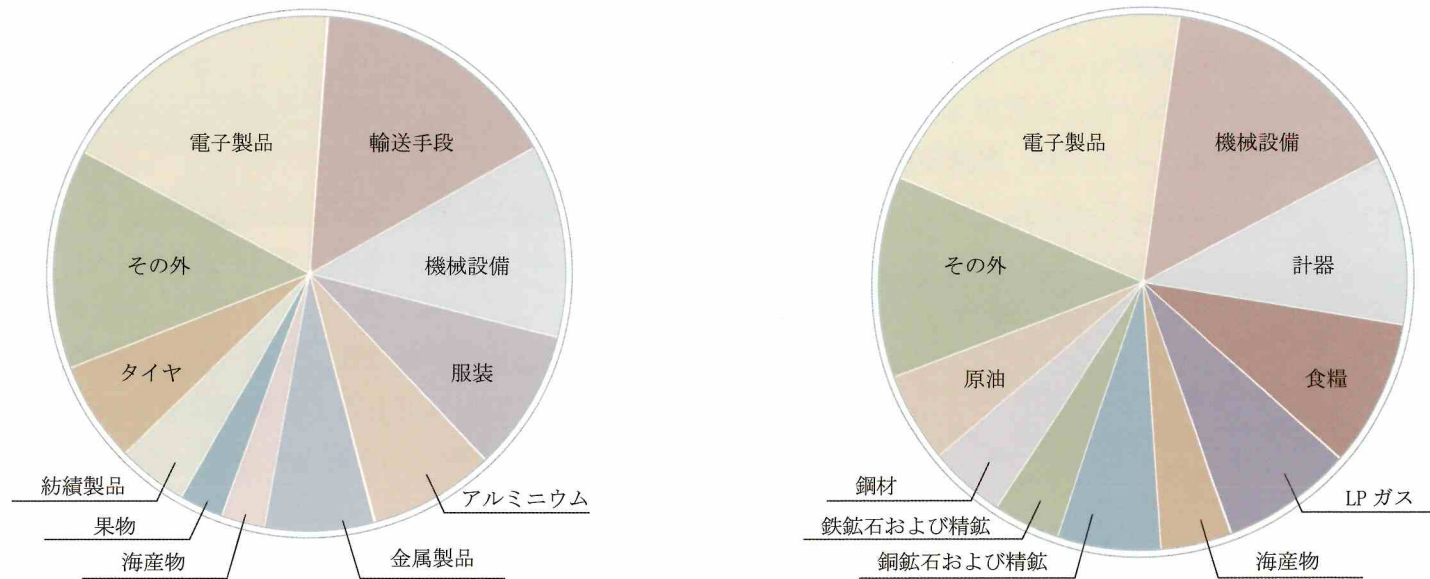 電子製品
輸送手段
その外
機械設備
タイヤ
服装
紡績製品
果物
海産物
金属製品
アルミニウム
電子製品
機械設備
その外
計器
原油
食糧
鋼材
鉄鉱石および精鉱
銅鉱石および精鉱
海産物
LP ガス